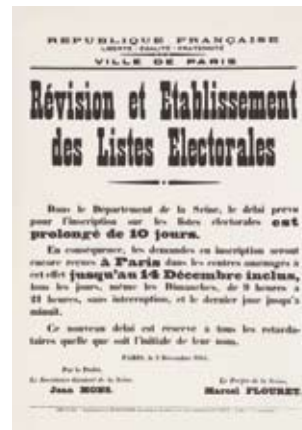 RÉPUBLIQUE FRANÇAISE
LIBERTÉ - ÉGALITÉ - FRATERNITÉ
VILLE DE PARIS
Révision et Etablissement
des Listes Electorales
Dans le Département de la Seine, le délai prévu
pour l'inscription sur les listes électorales est
prolongé de 10 jours.
En conséquence, les demandes en inscription seront
encore reçues à Paris dans les centres aménagés à
cet effet jusqu'au 14 Décembre inclus,
tous les jours, même les Dimanches, de 9 heures à
21 heures, sans interruption, et le dernier jour jusqu'à
minuit.
Ce nouveau délai est réservé à tous les retarda-
taires quelle que soit l'initiale de leur nom.
PARIS, le Décembre
Par le Préfet,
Le Secrétaire Général de la Seine, Le Préfet de la Seine,
Jean MONS. Marcel FLOURET.